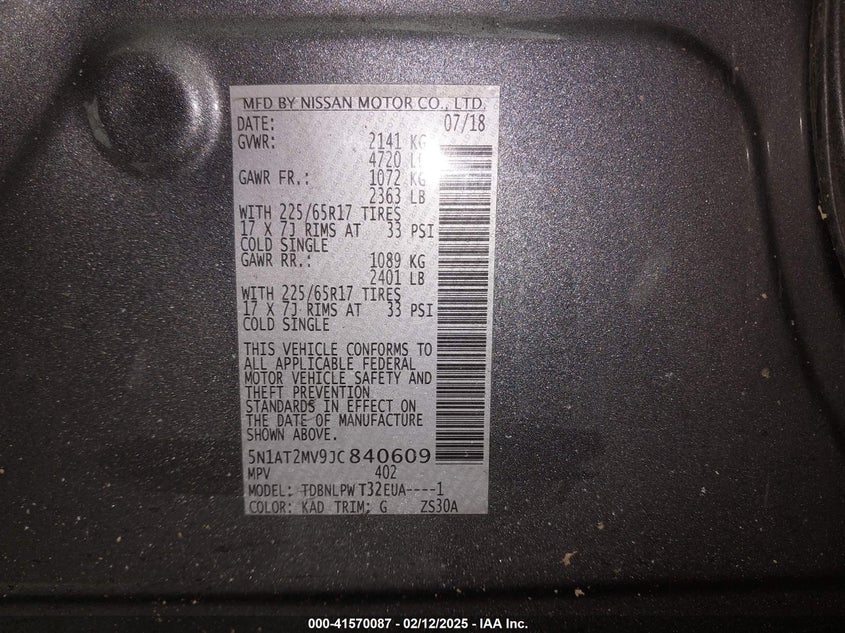 MFD BY NISSAN MOTOR CO., LTD.
DATE: 07/18
GVWR: 2141 KG
4720 LB
GAWR FR.: 1072 KG
2363 LB
WITH 225/65R17 TIRES
17 X 7J RIMS AT 33 PSI
COLD SINGLE
GAWR RR.: 1089 KG
2401 LB
WITH 225/65R17 TIRES
17 X 7J RIMS AT 33 PSI
COLD SINGLE
THIS VEHICLE CONFORMS TO
ALL APPLICABLE FEDERAL
MOTOR VEHICLE SAFETY AND
THEFT PREVENTION
STANDARDS IN EFFECT ON
THE DATE OF MANUFACTURE
SHOWN ABOVE.
5N1AT2MV9JC840609
MPV 402
MODEL: TDBNLPW T32EUA----1
COLOR: KAD TRIM: G ZS30A
000-41570087 - 02/12/2025 - IAA Inc.